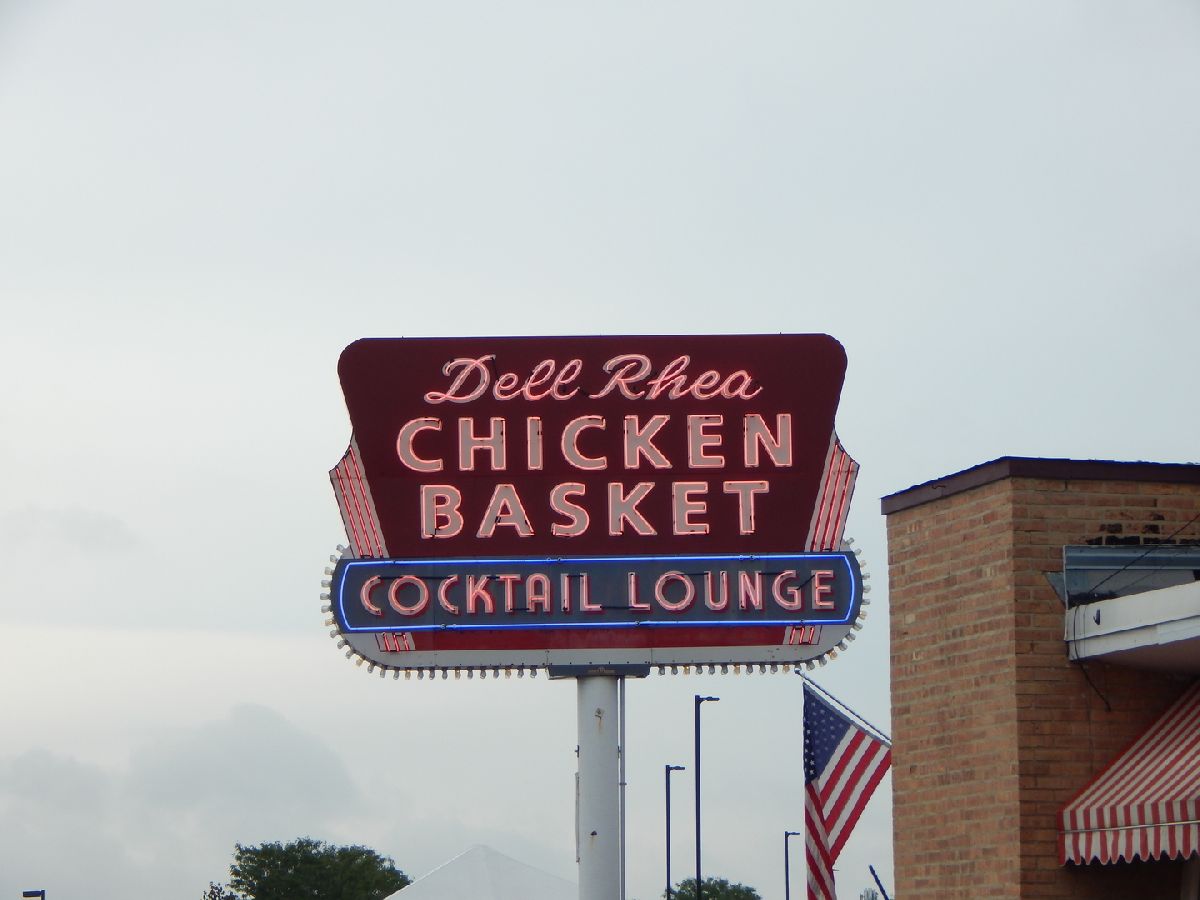 Dell Rhea
CHICKEN
BASKET
COCKTAIL LOUNGE